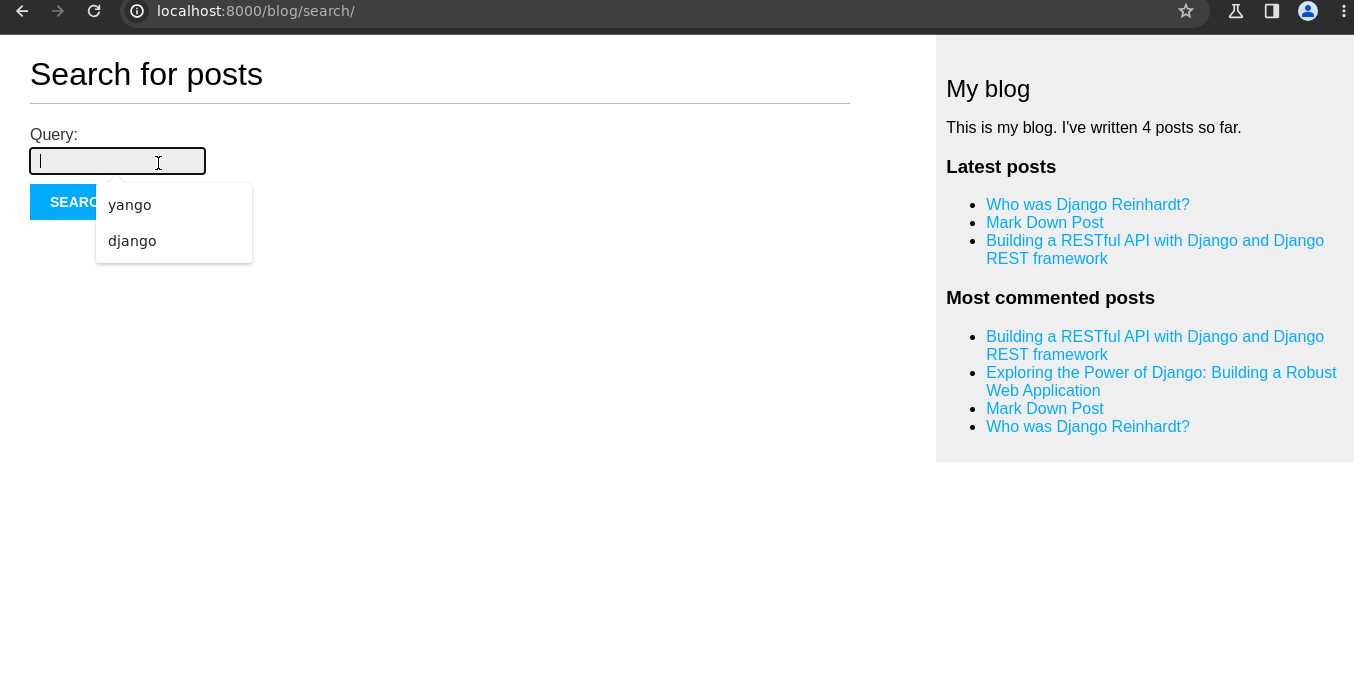 localhost:8000/blog/search/
Search for posts
Query:
SEARC
yango
django
My blog
This is my blog. I've written 4 posts so far.
Latest posts
Who was Django Reinhardt?
Mark Down Post
Building a RESTful API with Django and Django
REST framework
Most commented posts
Building a RESTful API with Django and Django
REST framework
Exploring the Power of Django: Building a Robust
Web Application
Mark Down Post
Who was Django Reinhardt?